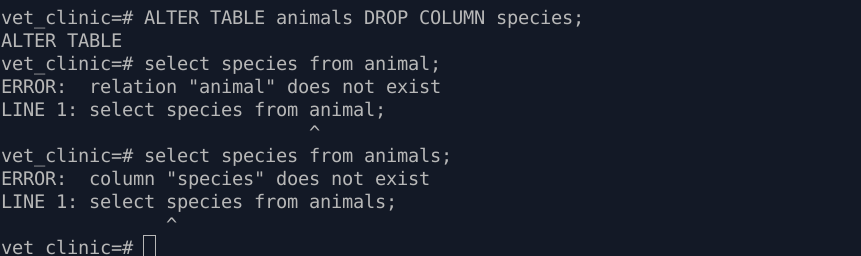 vet_clinic=# ALTER TABLE animals DROP COLUMN species;
ALTER TABLE
vet_clinic=# select species from animal;
ERROR:  relation "animal" does not exist
LINE 1: select species from animal;
                            ^
vet_clinic=# select species from animals;
ERROR:  column "species" does not exist
LINE 1: select species from animals;
               ^
vet_clinic=#